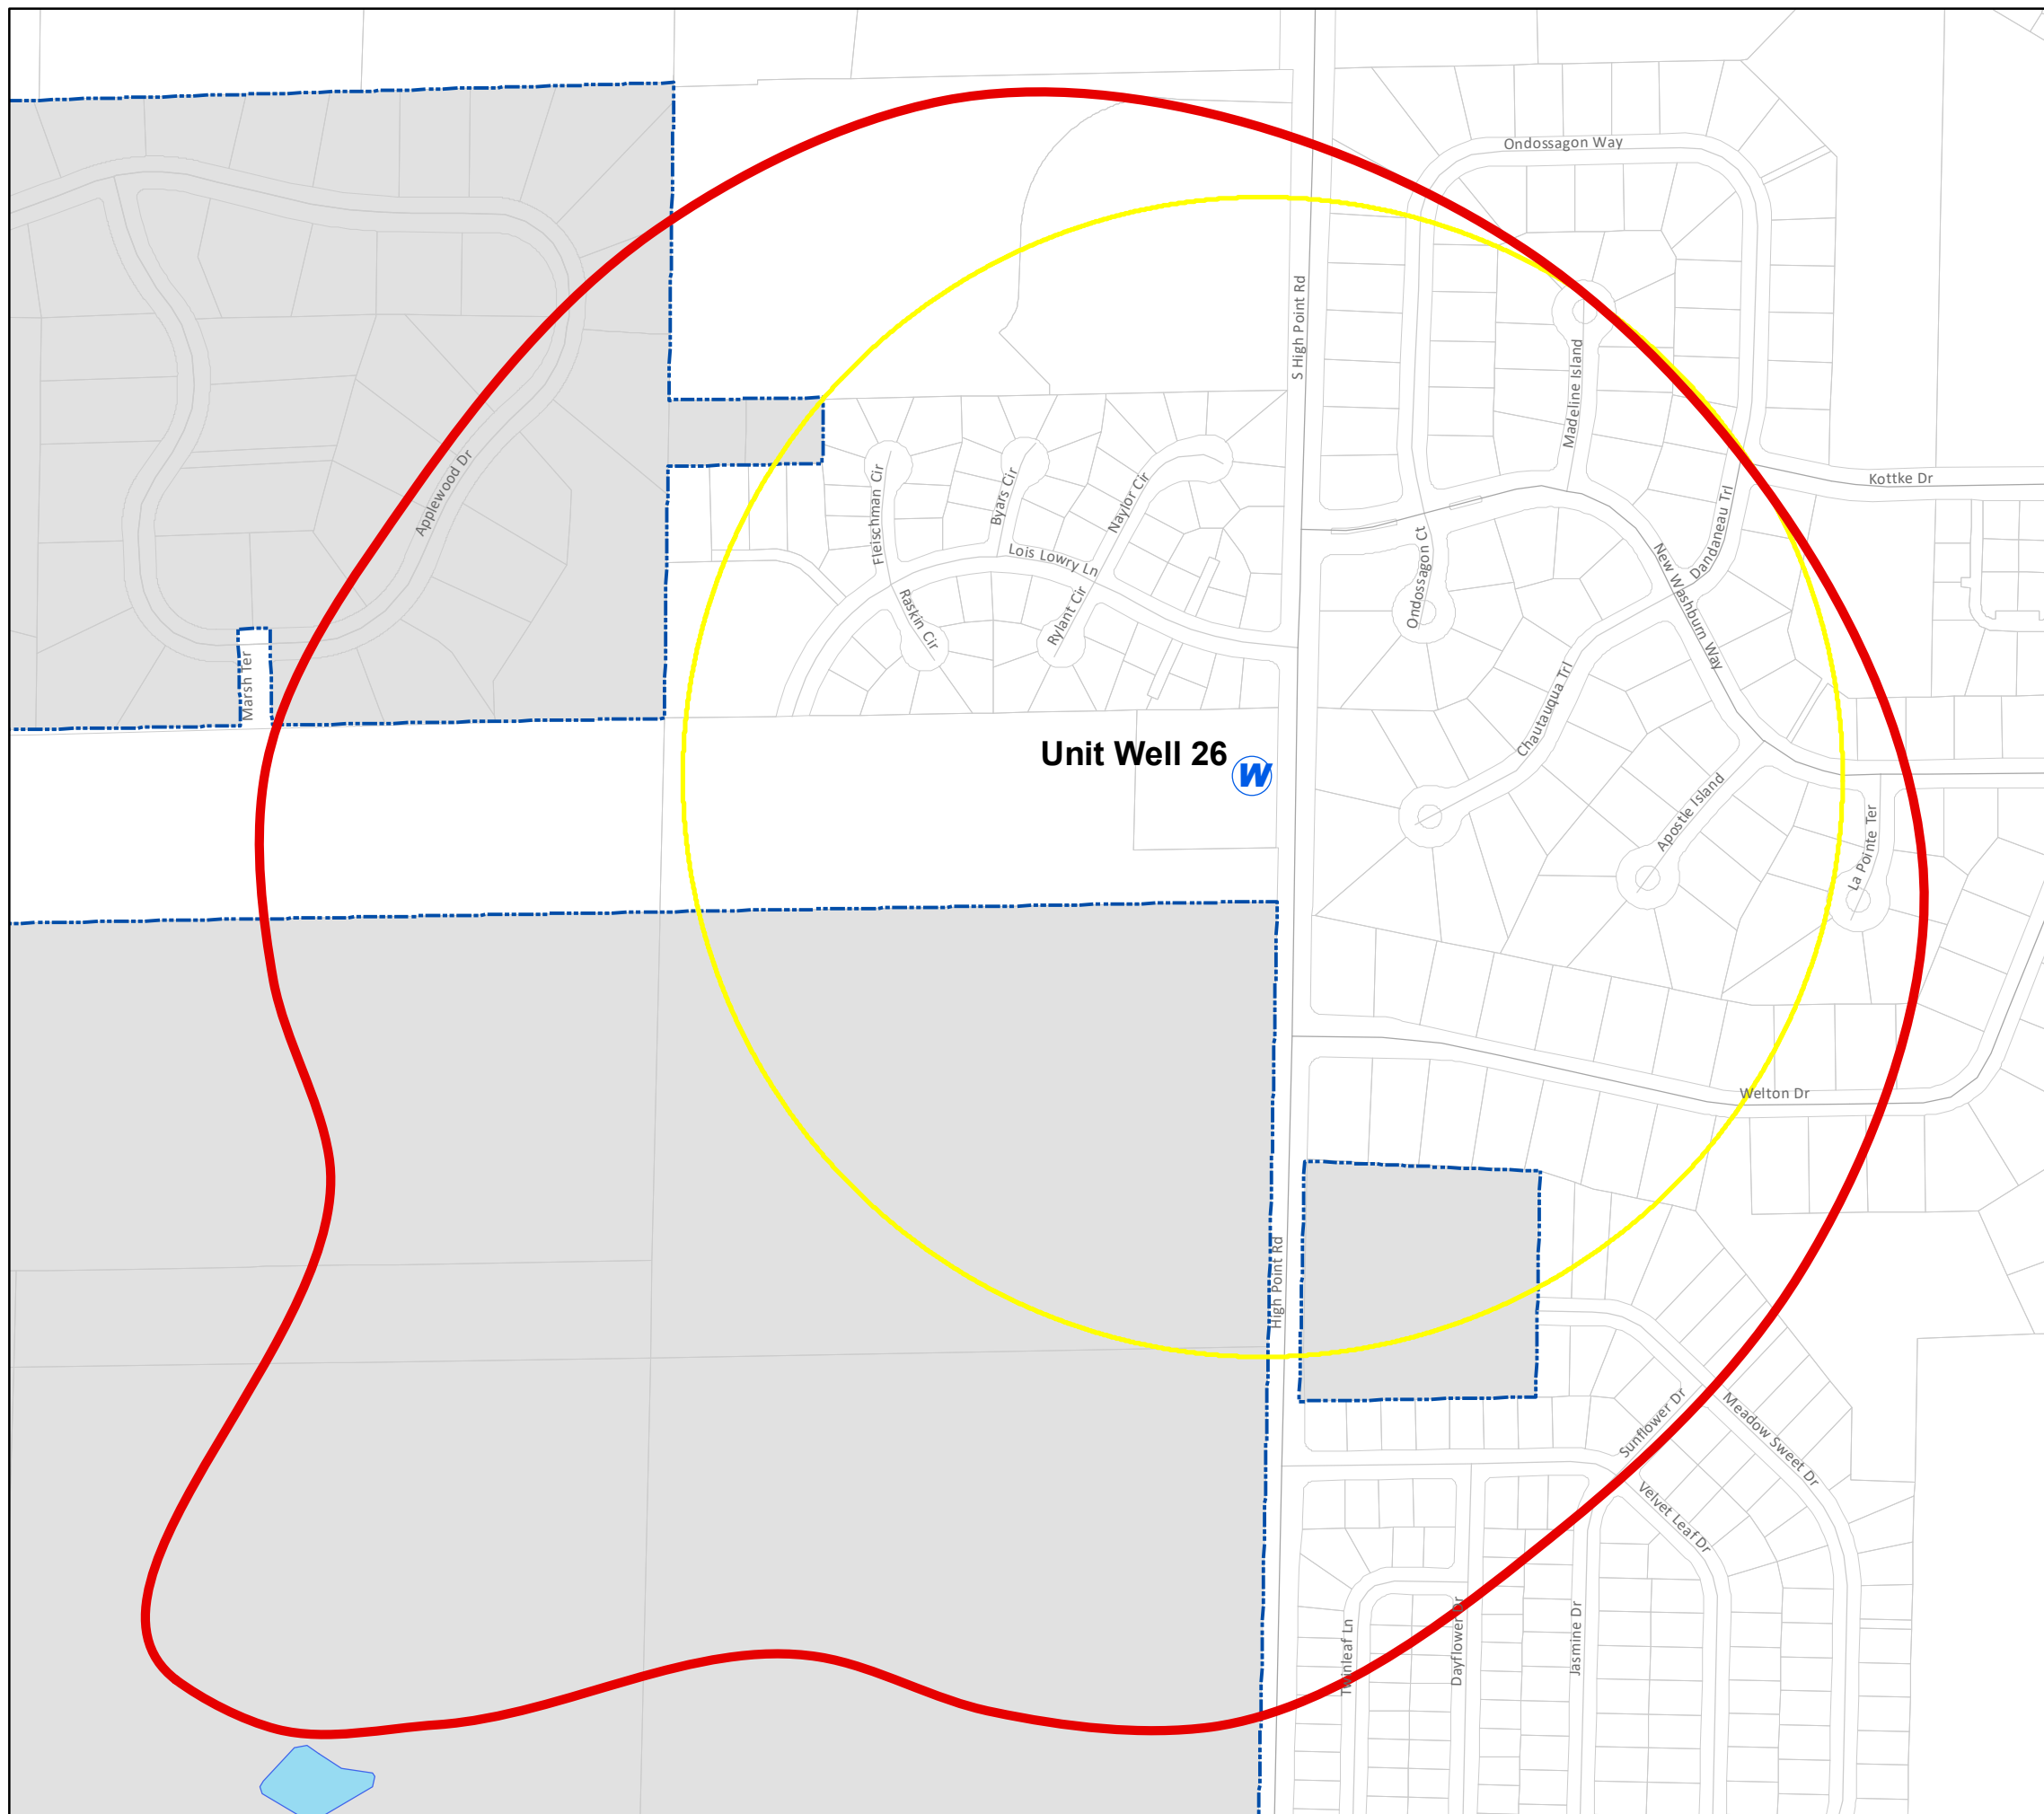 Ondossagon Way
S High Point Rd
Madeline Island
Kottke Dr
Applewood Dr
Fleischman Cir
Byars Cir
Naylor Cir
Lois Lowry Ln
Dandaneau Trl
Ondossagon Ct
New Washburn Way
Raskin Cir
Rylant Cir
Marsh Ter
Chautauqua Trl
Unit Well 26
W
Apostle Island
La Pointe Ter
Welton Dr
High Point Rd
Sunflower Dr
Meadow Sweet Dr
Velvet Leaf Dr
Twinleaf Ln
Dayflower Dr
Jasmine Dr